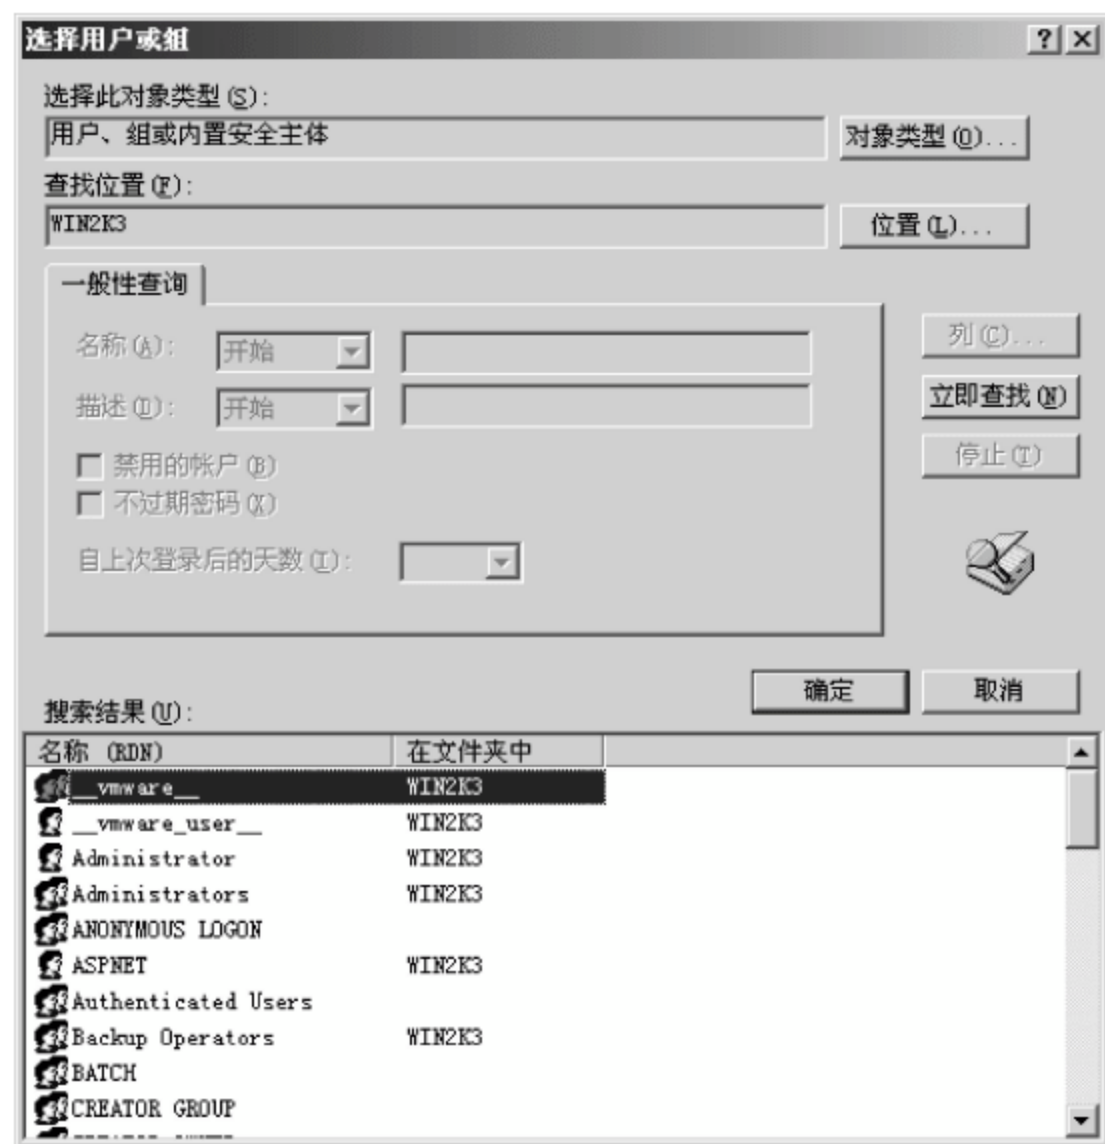 选择用户或组
选择此对象类型(S):
用户、组或内置安全主体
对象类型(O)...
查找位置(F):
WIN2K3
位置(L)...
一般性查询
名称(A): 开始
列(C)...
描述(D): 开始
立即查找(N)
禁用的帐户(B)
停止(T)
不过期密码(X)
自上次登录后的天数(I):
确定 取消
搜索结果(U):
名称 (RDN) 在文件夹中
__vmware__ WIN2K3
__vmware_user__ WIN2K3
Administrator WIN2K3
Administrators WIN2K3
ANONYMOUS LOGON
ASPNET WIN2K3
Authenticated Users
Backup Operators WIN2K3
BATCH
CREATOR GROUP